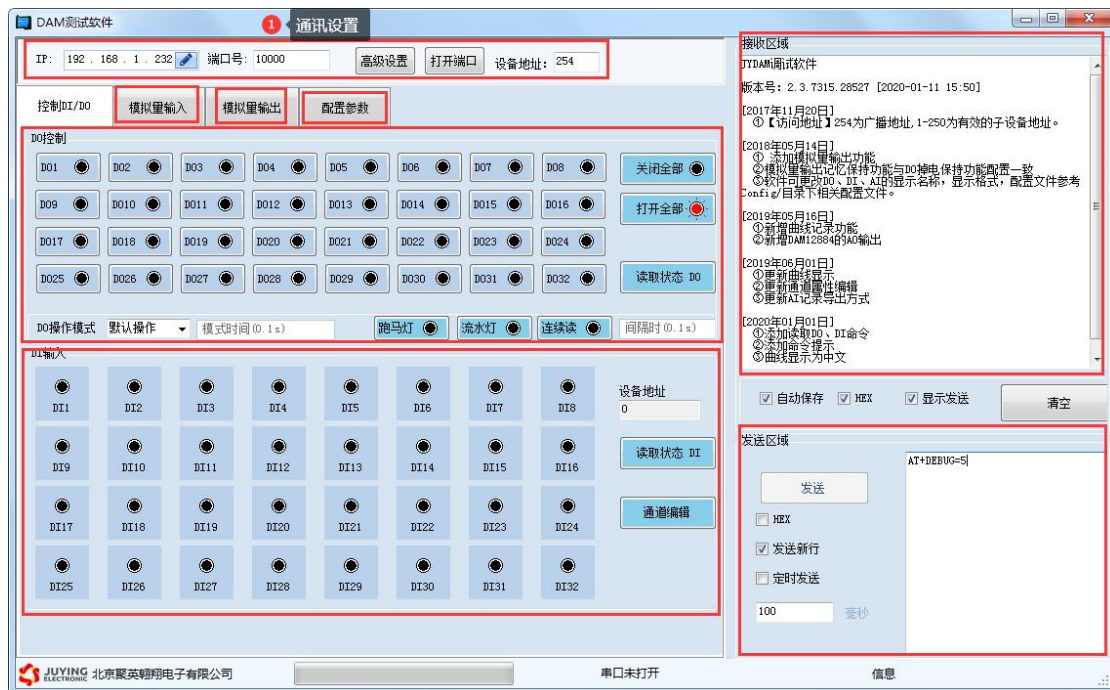 DAM测试软件
1 通讯设置
IP: 192 . 168 . 1 . 232 端口号: 10000 高级设置 打开端口 设备地址: 254
控制DI/DO 模拟量输入 模拟量输出 配置参数
DO控制
DO1 DO2 DO3 DO4 DO5 DO6 DO7 DO8 关闭全部
DO9 DO10 DO11 DO12 DO13 DO14 DO15 DO16 打开全部
DO17 DO18 DO19 DO20 DO21 DO22 DO23 DO24
DO25 DO26 DO27 DO28 DO29 DO30 DO31 DO32 读取状态 DO
DO操作模式 默认操作 模式时间(0.1s) 跑马灯 流水灯 连续读 间隔时(0.1s)
DI输入
DI1 DI2 DI3 DI4 DI5 DI6 DI7 DI8
设备地址
0
DI9 DI10 DI11 DI12 DI13 DI14 DI15 DI16 读取状态 DI
DI17 DI18 DI19 DI20 DI21 DI22 DI23 DI24 通道编辑
DI25 DI26 DI27 DI28 DI29 DI30 DI31 DI32
接收区域
JYDAM调试软件
版本号: 2.3.7315.28527 [2020-01-11 15:50]
[2017年11月20日]
①【访问地址】254为广播地址,1-250为有效的子设备地址。
[2018年05月14日]
① 添加模拟量输出功能
②模拟量输出记忆保持功能与DO掉电保持功能配置一致
③软件可更改DO、DI、AI的显示名称，显示格式，配置文件参考
Config/目录下相关配置文件。
[2019年05月16日]
①新增曲线记录功能
②新增DAM12884的AO输出
[2019年06月01日]
①更新曲线显示
②更新通道属性编辑
③更新AI记录导出方式
[2020年01月01日]
①添加读取DO、DI命令
②添加命令提示
③曲线显示为中文
自动保存 HEX 显示发送 清空
发送区域
AT+DEBUG=5
发送
HEX
发送新行
定时发送
100 毫秒
JUYING ELECTRONIC 北京聚英翱翔电子有限公司 串口未打开 信息